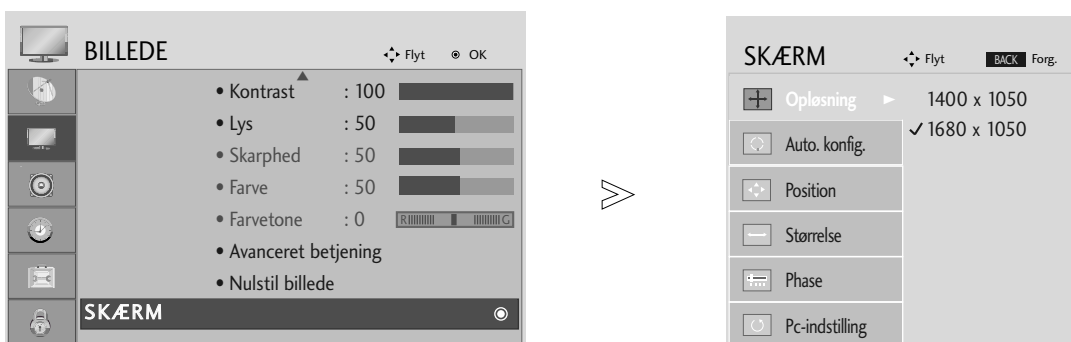 BILLEDE Flyt OK
• Kontrast : 100
• Lys : 50
• Skarphed : 50
• Farve : 50
• Farvetone : 0 R G
• Avanceret betjening
• Nulstil billede
SKÆRM
SKÆRM Flyt BACK Forg.
Opløsning 1400 x 1050
Auto. konfig. ✓ 1680 x 1050
Position
Størrelse
Phase
Pc-indstilling